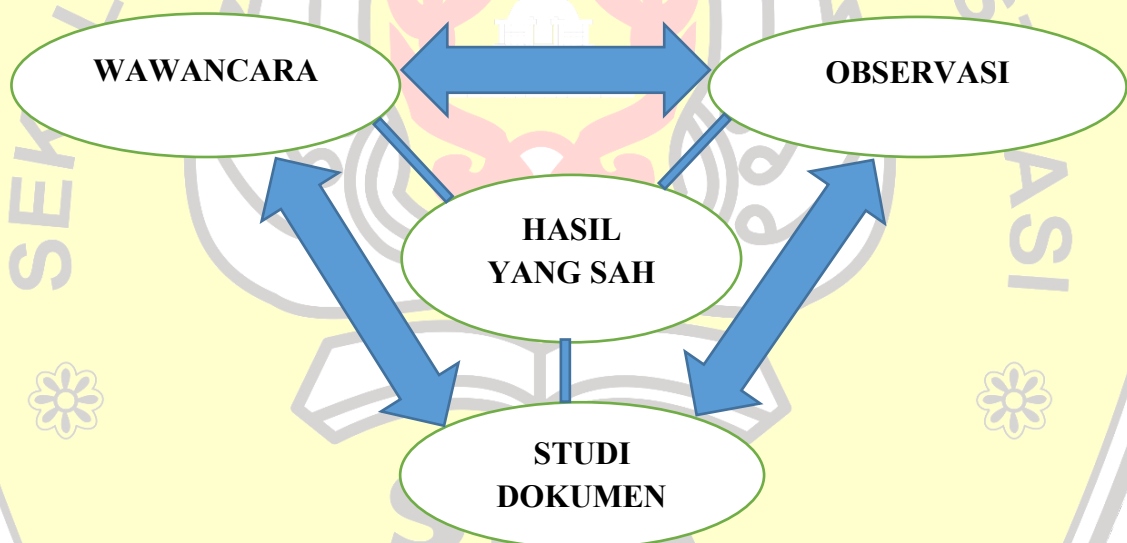 WAWANCARA
OBSERVASI
HASIL
YANG SAH
STUDI
DOKUMEN